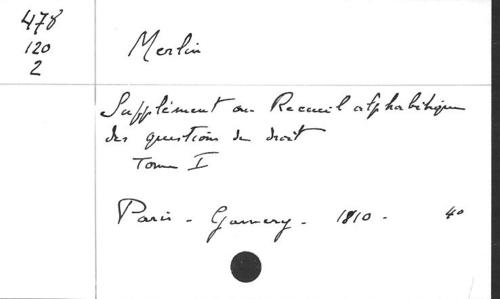 478
120
2
Merlin
Supplément au Recueil alphabétique
des questions de droit
Tome I
Paris - Garnery - 1810 - 4o